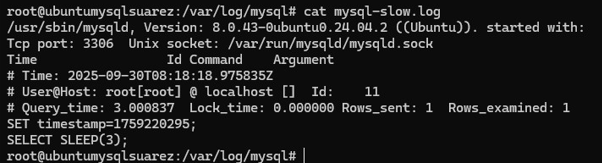 root@ubuntumysqlsuarez:/var/log/mysql# cat mysql-slow.log
/usr/sbin/mysqld, Version: 8.0.43-0ubuntu0.24.04.2 ((Ubuntu)). started with:
Tcp port: 3306  Unix socket: /var/run/mysqld/mysqld.sock
Time                 Id Command    Argument
# Time: 2025-09-30T08:18:18.975835Z
# User@Host: root[root] @ localhost []  Id:    11
# Query_time: 3.000837  Lock_time: 0.000000 Rows_sent: 1  Rows_examined: 1
SET timestamp=1759220295;
SELECT SLEEP(3);
root@ubuntumysqlsuarez:/var/log/mysql#